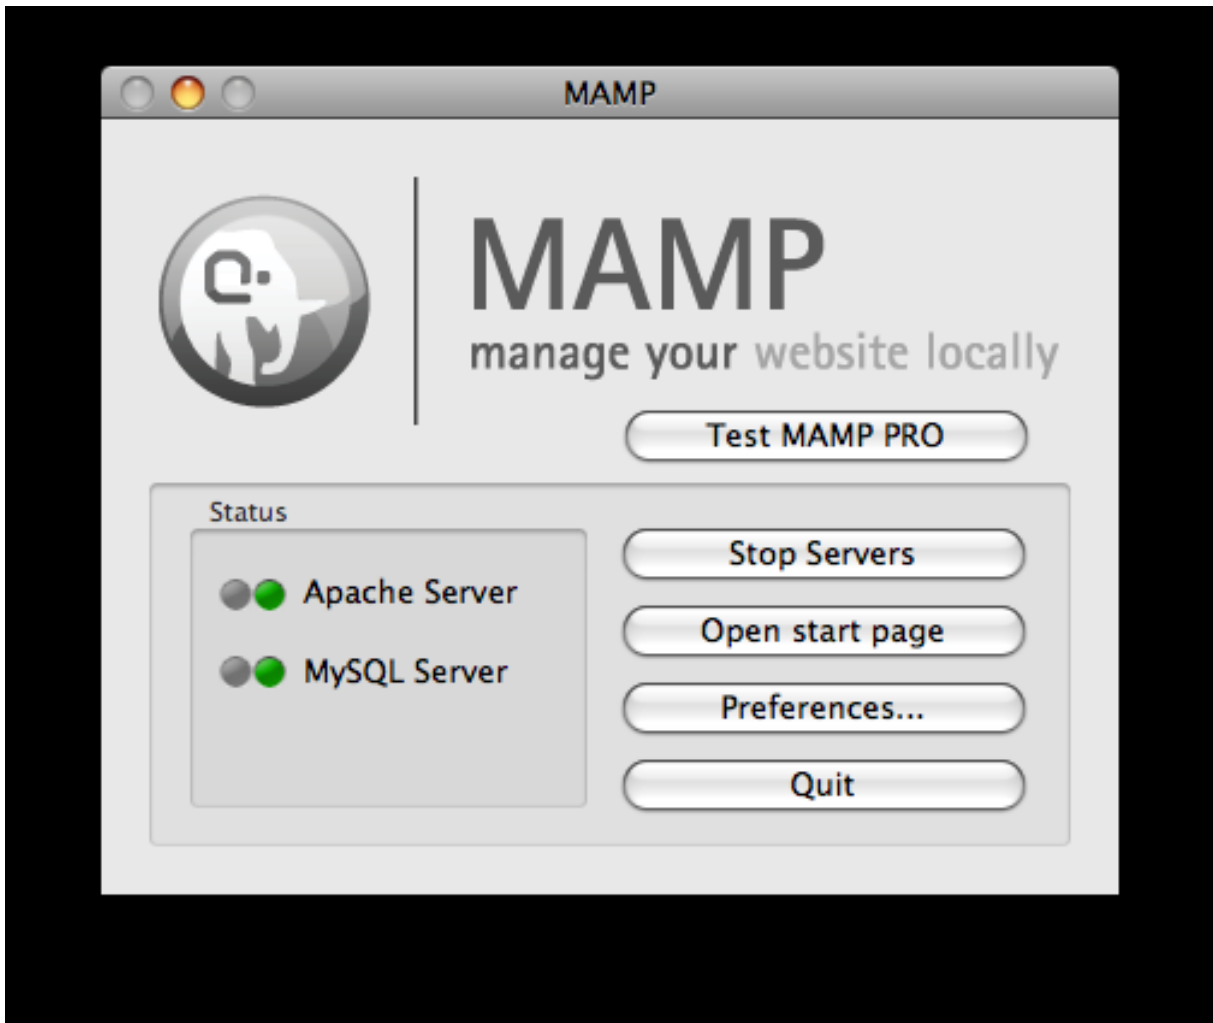 MAMP
MAMP
manage your website locally
Test MAMP PRO
Status
Apache Server
MySQL Server
Stop Servers
Open start page
Preferences...
Quit